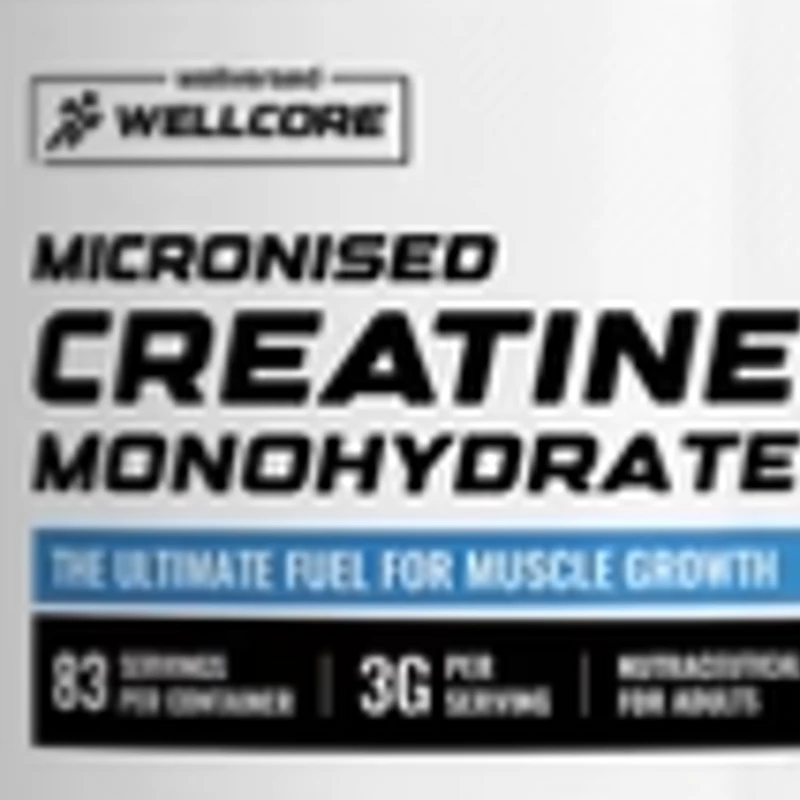 wellversed
WELLCORE
MICRONISED
CREATINE
MONOHYDRATE
THE ULTIMATE FUEL FOR MUSCLE GROWTH
83 SERVINGS
PER CONTAINER
3G PER
SERVING
FOR ADULTS